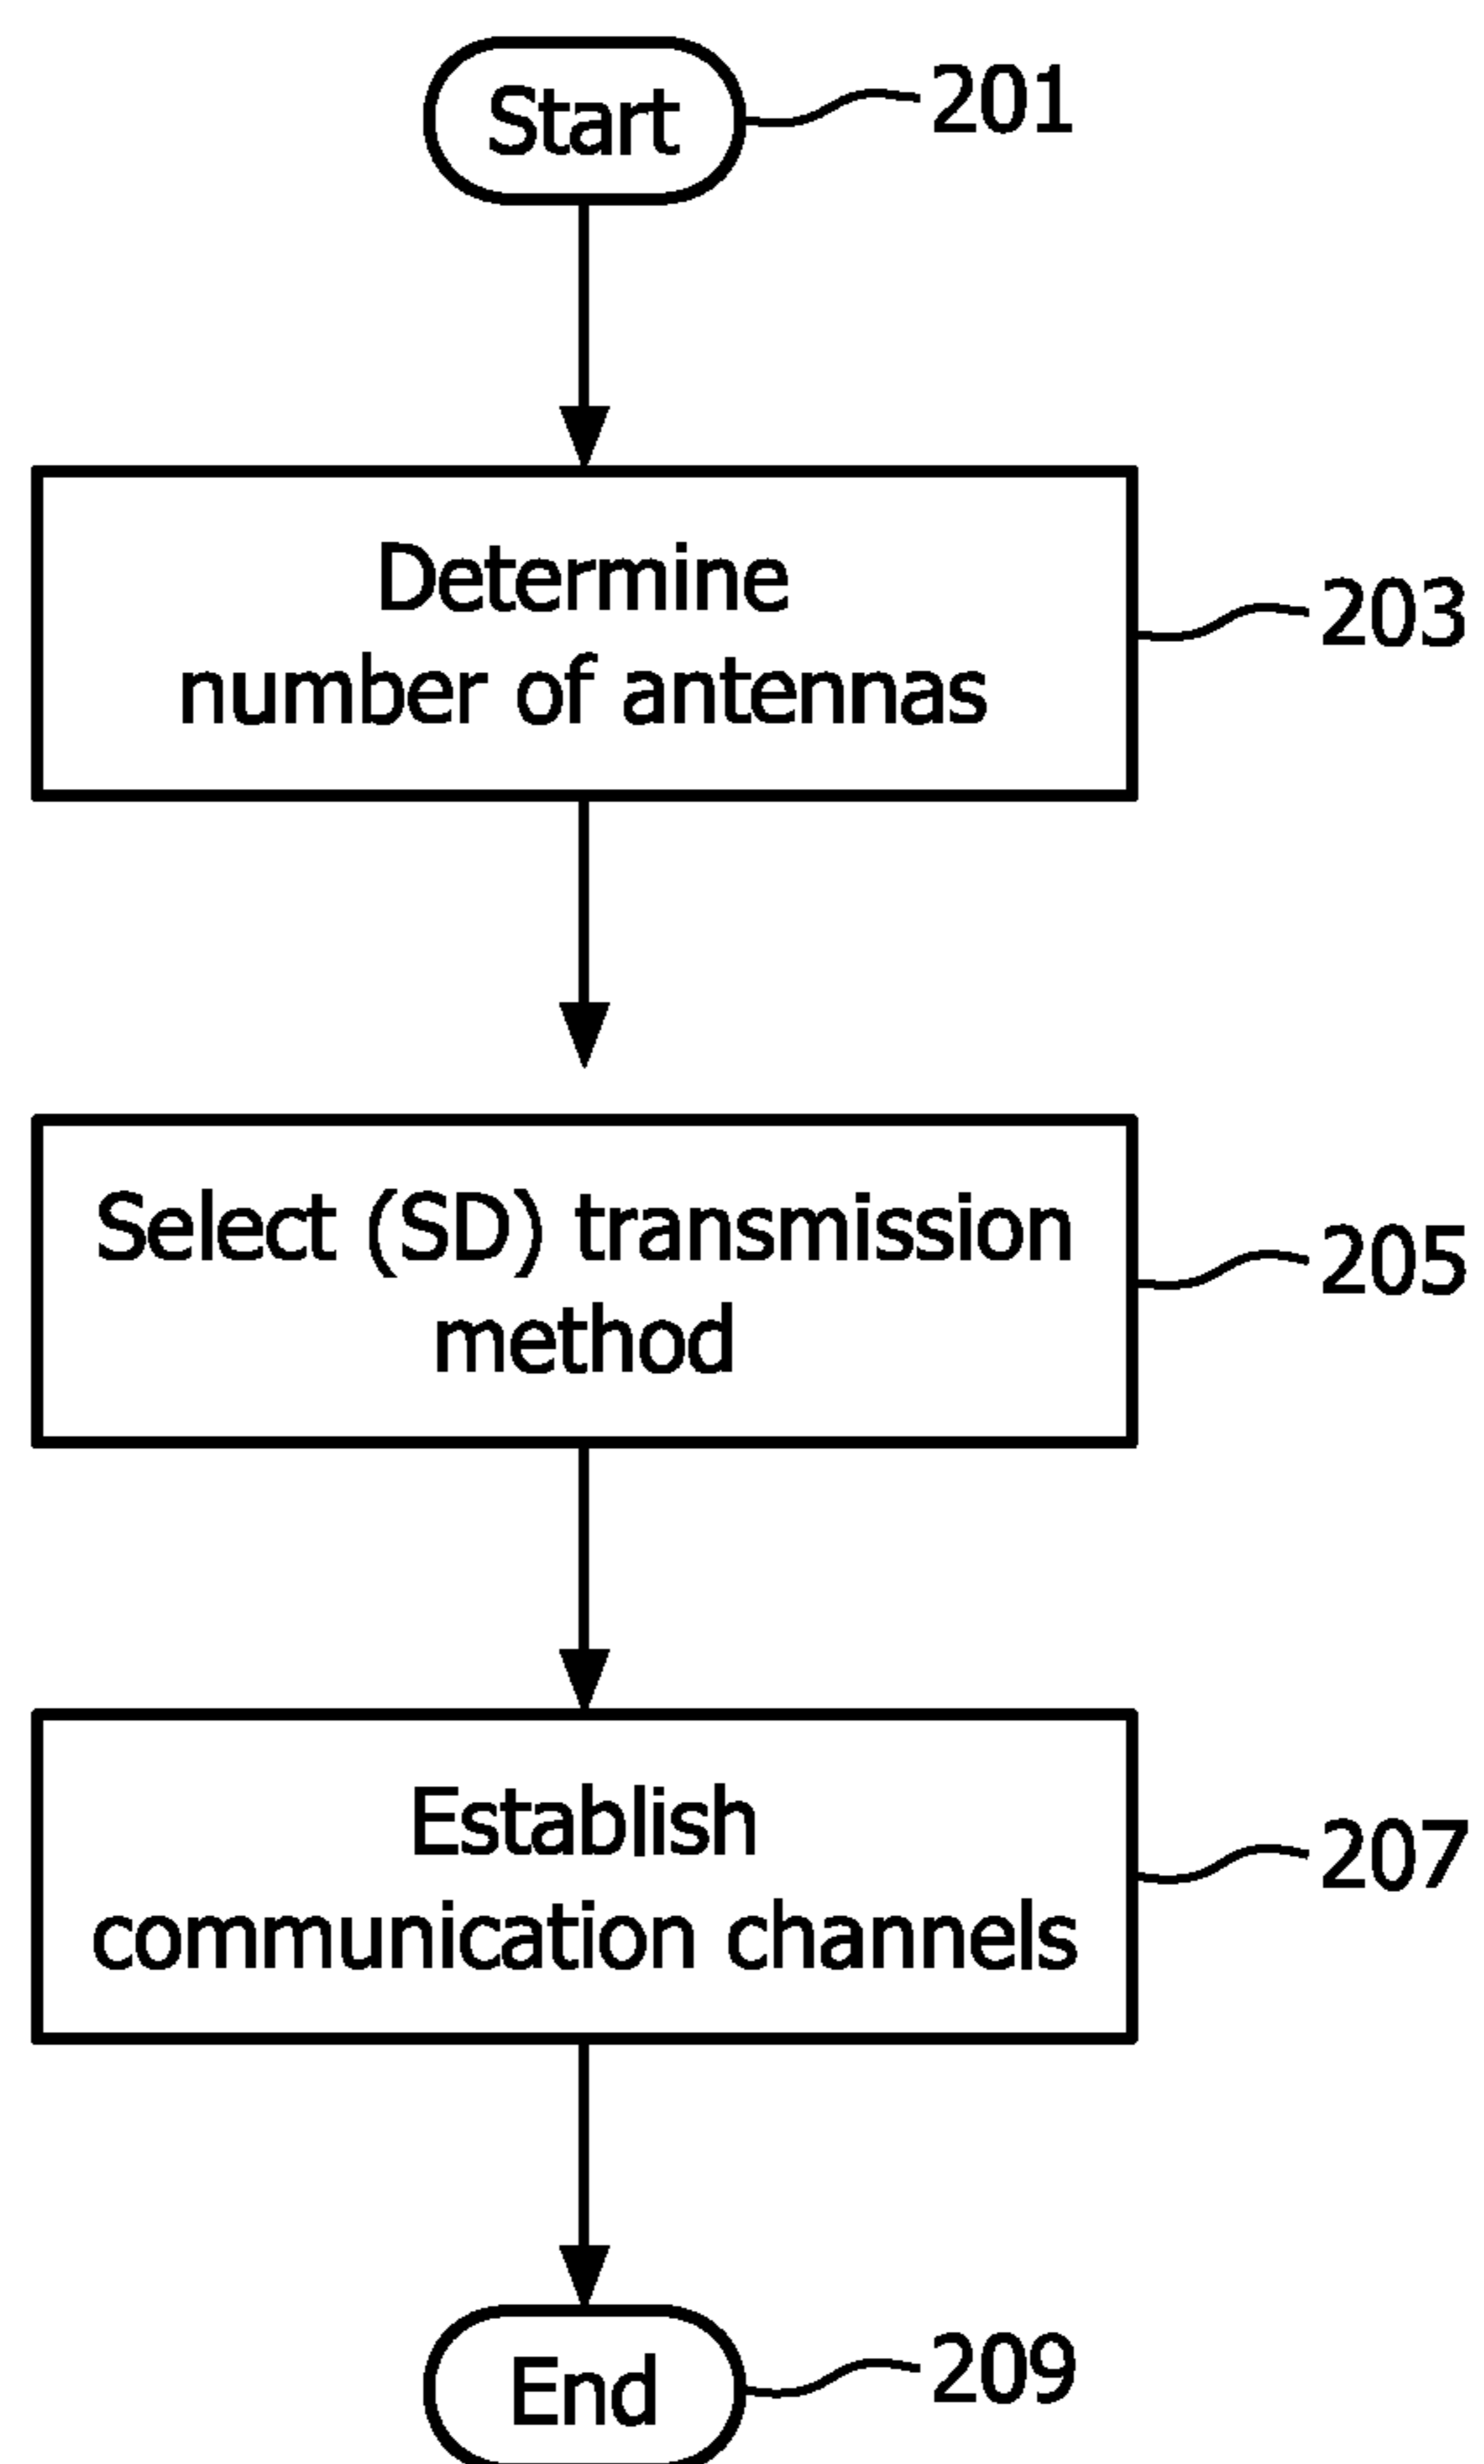 Start
201
Determine
number of antennas
203
Select (SD) transmission
method
205
Establish
communication channels
207
End
209